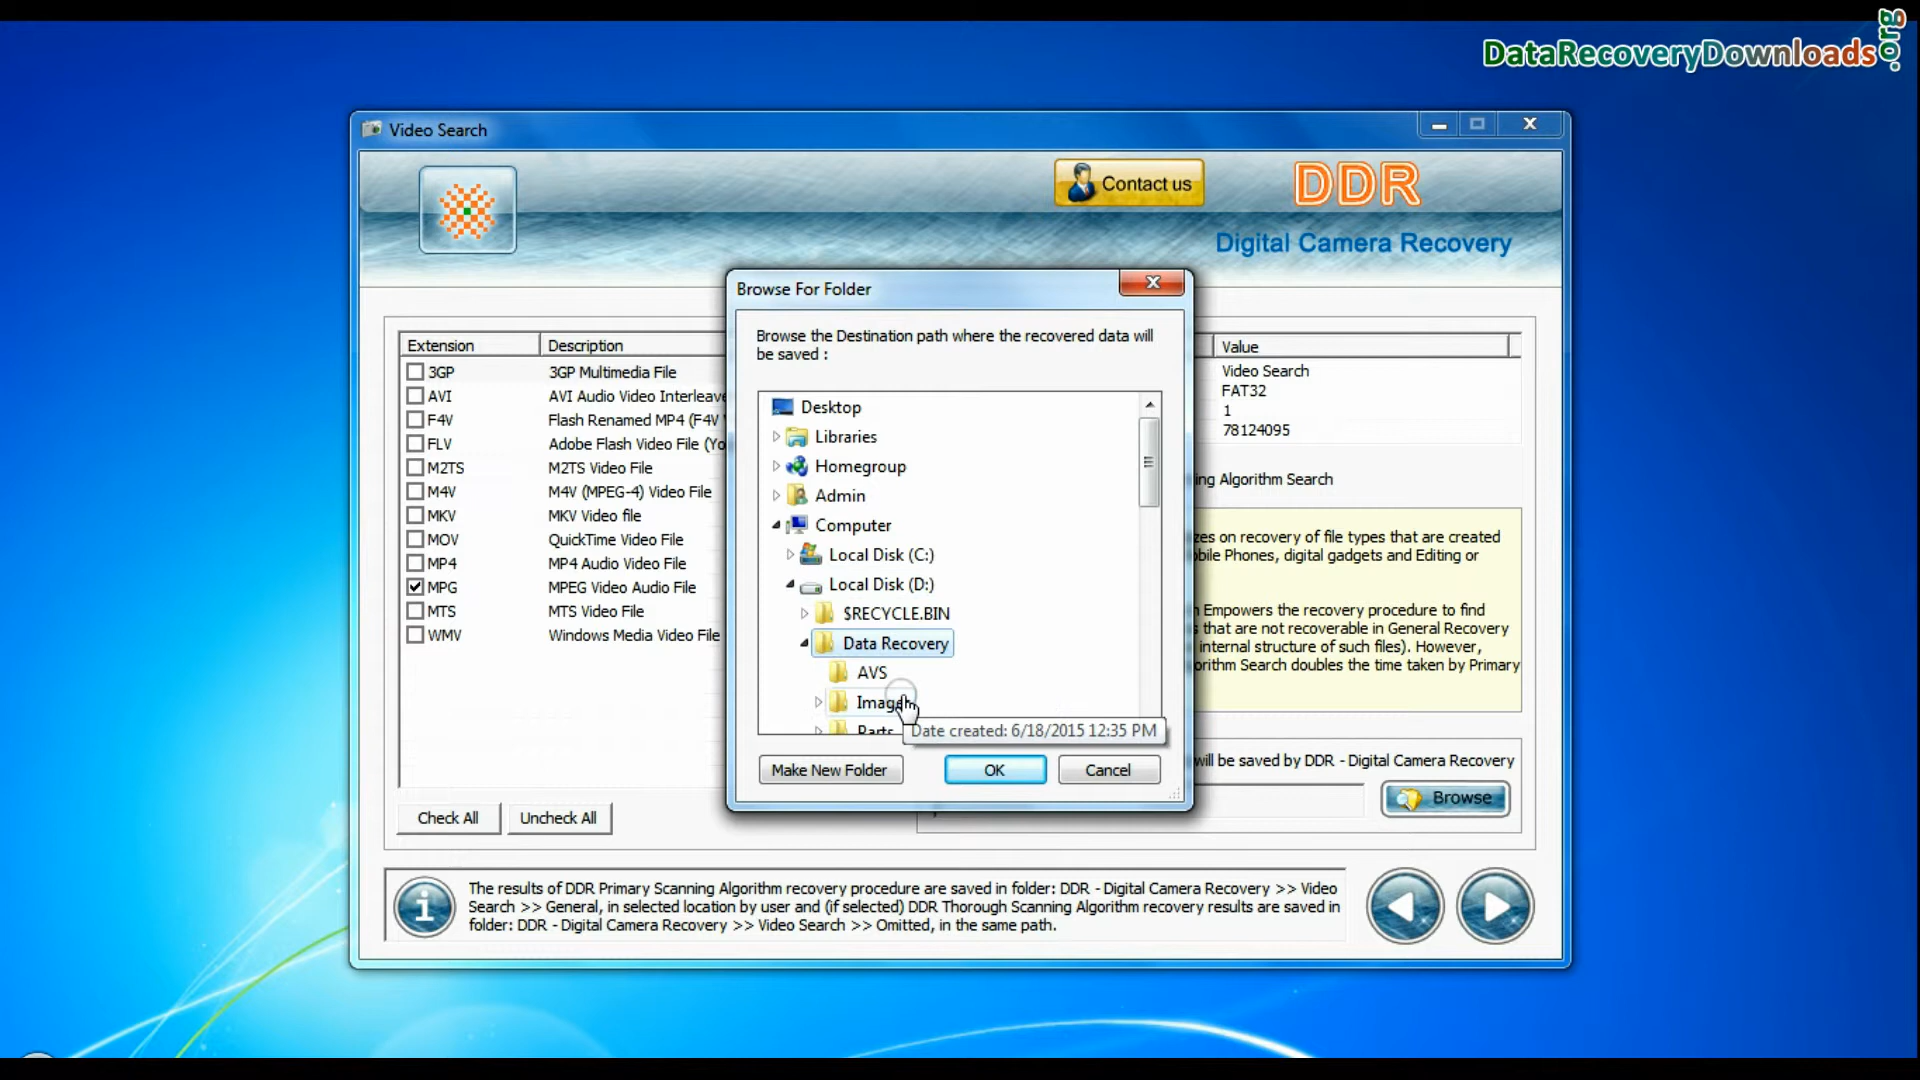 DataRecoveryDownloads.org
Video Search
Contact us
DDR
Digital Camera Recovery
Browse For Folder
Browse the Destination path where the recovered data will
be saved :
Extension Description
3GP 3GP Multimedia File
AVI AVI Audio Video Interleave
F4V Flash Renamed MP4 (F4V
FLV Adobe Flash Video File (Yo
M2TS M2TS Video File
M4V M4V (MPEG-4) Video File
MKV MKV Video file
MOV QuickTime Video File
MP4 MP4 Audio Video File
MPG MPEG Video Audio File
MTS MTS Video File
WMV Windows Media Video File
Check All Uncheck All
Desktop
Libraries
Homegroup
Admin
Computer
Local Disk (C:)
Local Disk (D:)
$RECYCLE.BIN
Data Recovery
AVS
Date created: 6/18/2015 12:35 PM
Make New Folder OK Cancel
Value
Video Search
FAT32
1
78124095
ing Algorithm Search
zes on recovery of file types that are created
bile Phones, digital gadgets and Editing or
n Empowers the recovery procedure to find
s that are not recoverable in General Recovery
internal structure of such files). However,
orithm Search doubles the time taken by Primary
will be saved by DDR - Digital Camera Recovery
Browse
The results of DDR Primary Scanning Algorithm recovery procedure are saved in folder: DDR - Digital Camera Recovery >> Video
Search >> General, in selected location by user and (if selected) DDR Thorough Scanning Algorithm recovery results are saved in
folder: DDR - Digital Camera Recovery >> Video Search >> Omitted, in the same path.